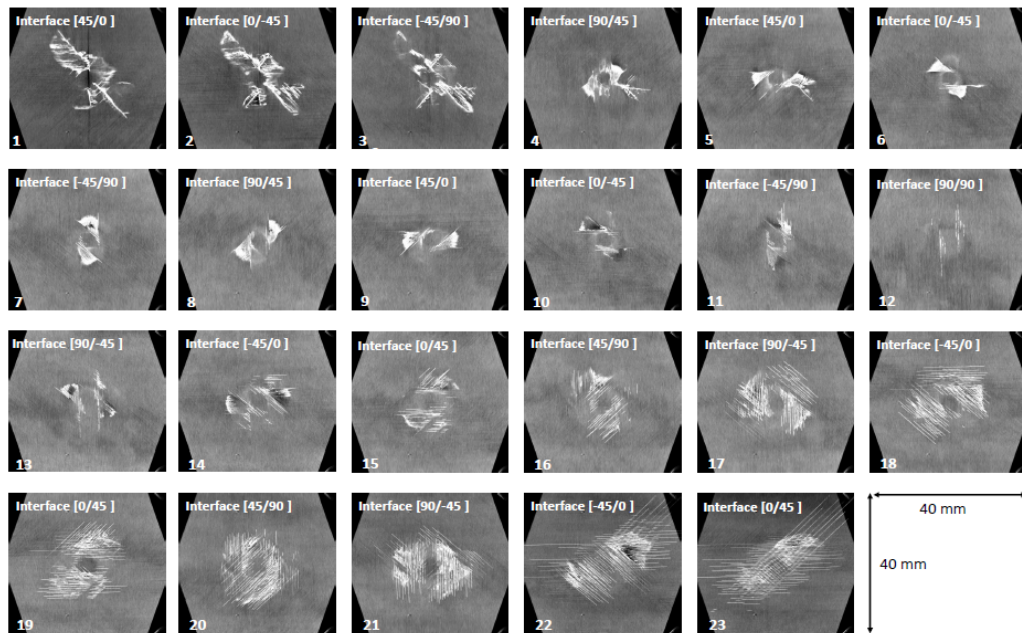 Interface [45/0 ]
1
Interface [0/-45 ]
2
Interface [-45/90 ]
3
Interface [90/45 ]
4
Interface [45/0 ]
5
Interface [0/-45 ]
6
Interface [-45/90 ]
7
Interface [90/45 ]
8
Interface [45/0 ]
9
Interface [0/-45 ]
10
Interface [-45/90 ]
11
Interface [90/90 ]
12
Interface [90/-45 ]
13
Interface [-45/0 ]
14
Interface [0/45 ]
15
Interface [45/90 ]
16
Interface [90/-45 ]
17
Interface [-45/0 ]
18
Interface [0/45 ]
19
Interface [45/90 ]
20
Interface [90/-45 ]
21
Interface [-45/0 ]
22
Interface [0/45 ]
23
40 mm
40 mm